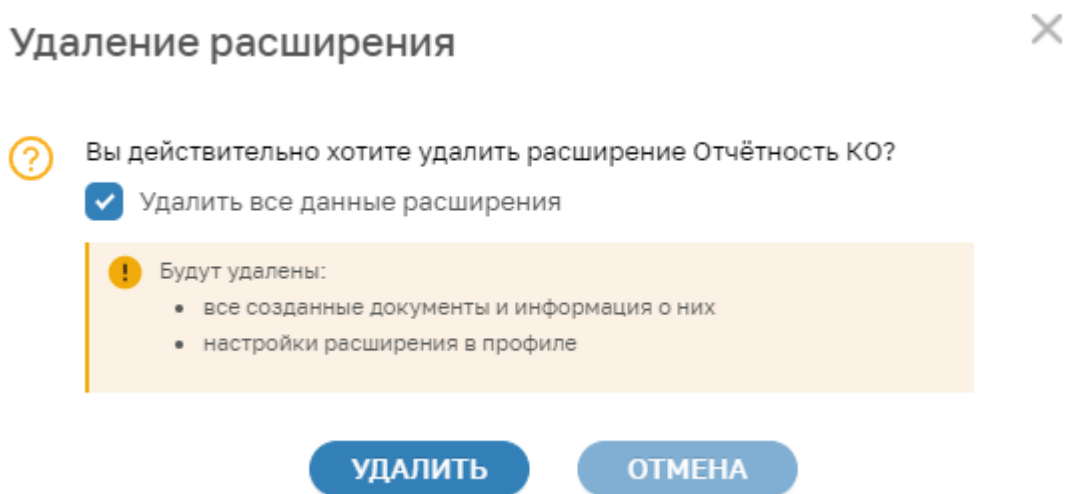 Удаление расширения
Вы действительно хотите удалить расширение Отчётность КО?
Удалить все данные расширения
Будут удалены:
• все созданные документы и информация о них
• настройки расширения в профиле
УДАЛИТЬ
ОТМЕНА